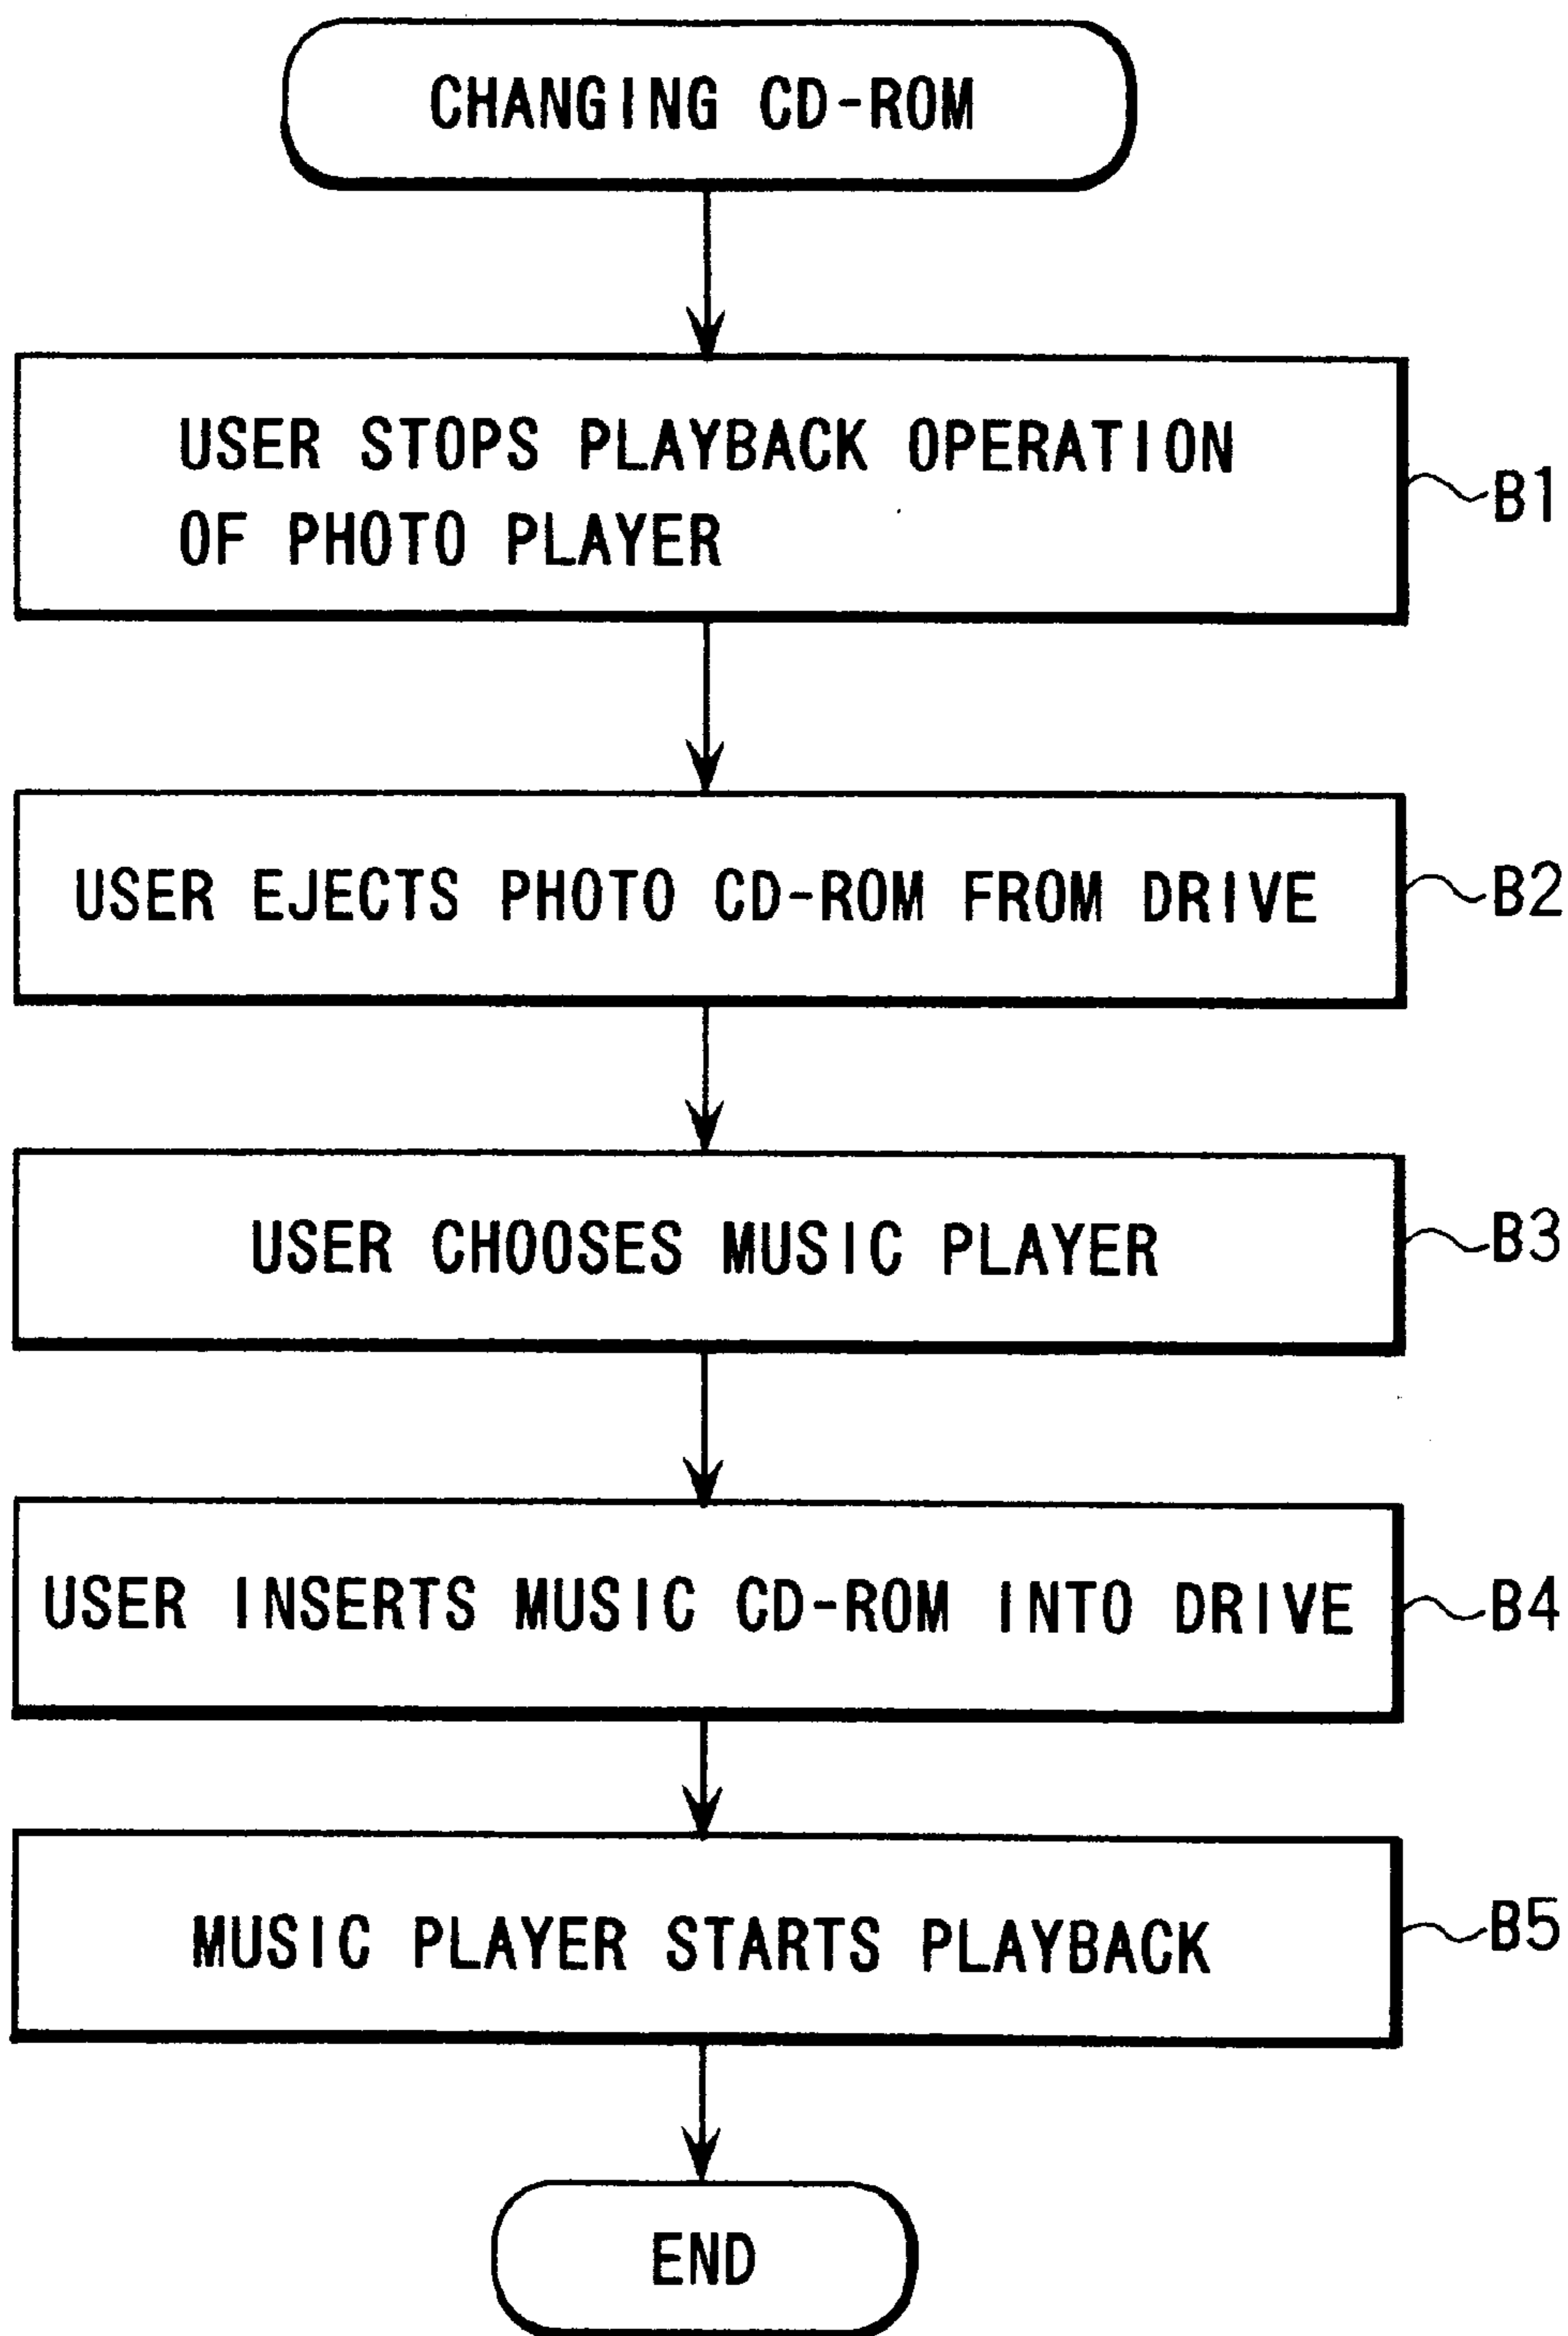 CHANGING CD-ROM
USER STOPS PLAYBACK OPERATION
OF PHOTO PLAYER
B1
USER EJECTS PHOTO CD-ROM FROM DRIVE
B2
USER CHOOSES MUSIC PLAYER
B3
USER INSERTS MUSIC CD-ROM INTO DRIVE
B4
MUSIC PLAYER STARTS PLAYBACK
B5
END